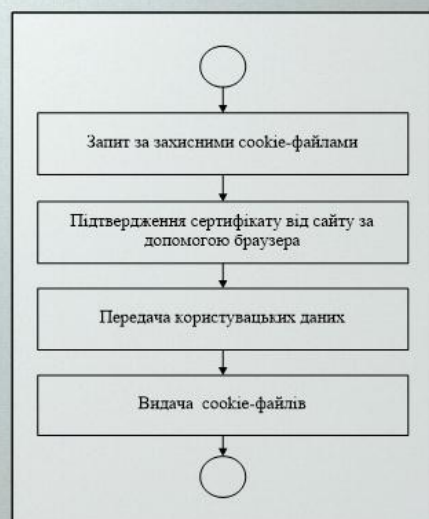 Запит за захисними cookie-файлами
Підтвердження сертифікату від сайту за
допомогою браузера
Передача користувацьких даних
Видача cookie-файлів